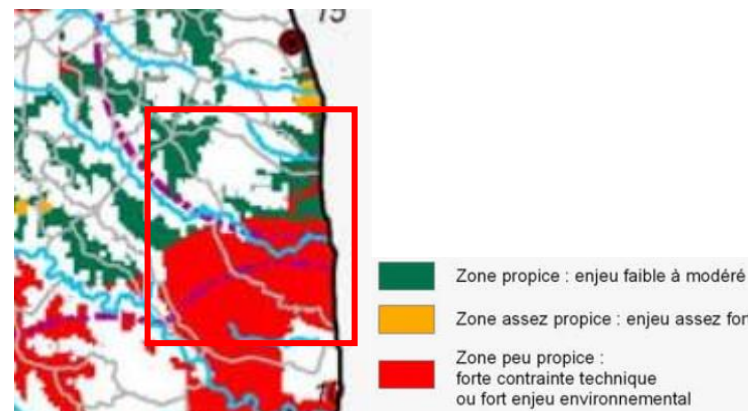 15
Zone propice : enjeu faible à modéré
Zone assez propice : enjeu assez for
Zone peu propice :
forte contrainte technique
ou fort enjeu environnemental